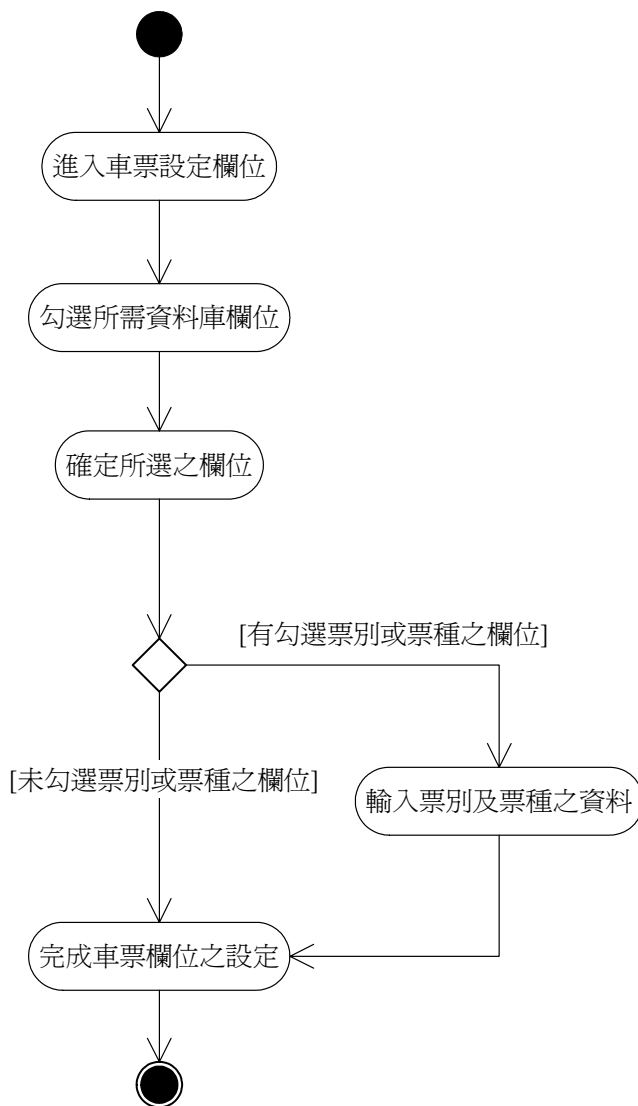 進入車票設定欄位
勾選所需資料庫欄位
確定所選之欄位
[有勾選票別或票種之欄位]
[未勾選票別或票種之欄位]
輸入票別及票種之資料
完成車票欄位之設定